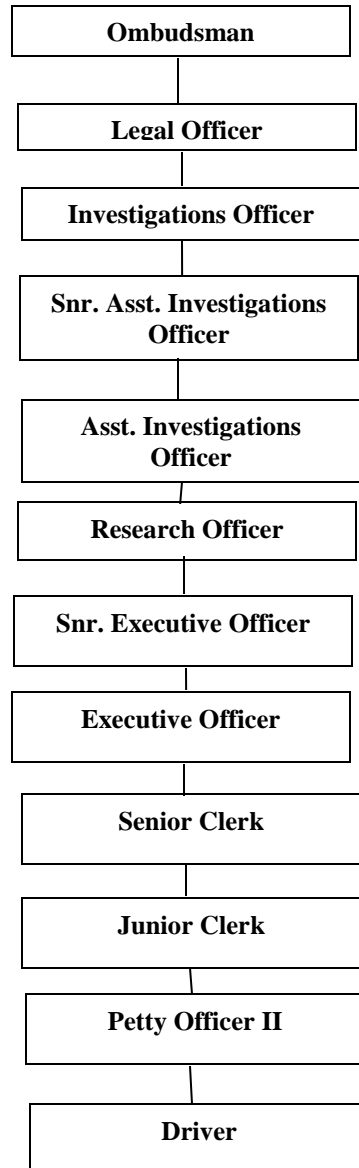 Ombudsman
Legal Officer
Investigations Officer
Snr. Asst. Investigations
Officer
Asst. Investigations
Officer
Research Officer
Snr. Executive Officer
Executive Officer
Senior Clerk
Junior Clerk
Petty Officer II
Driver